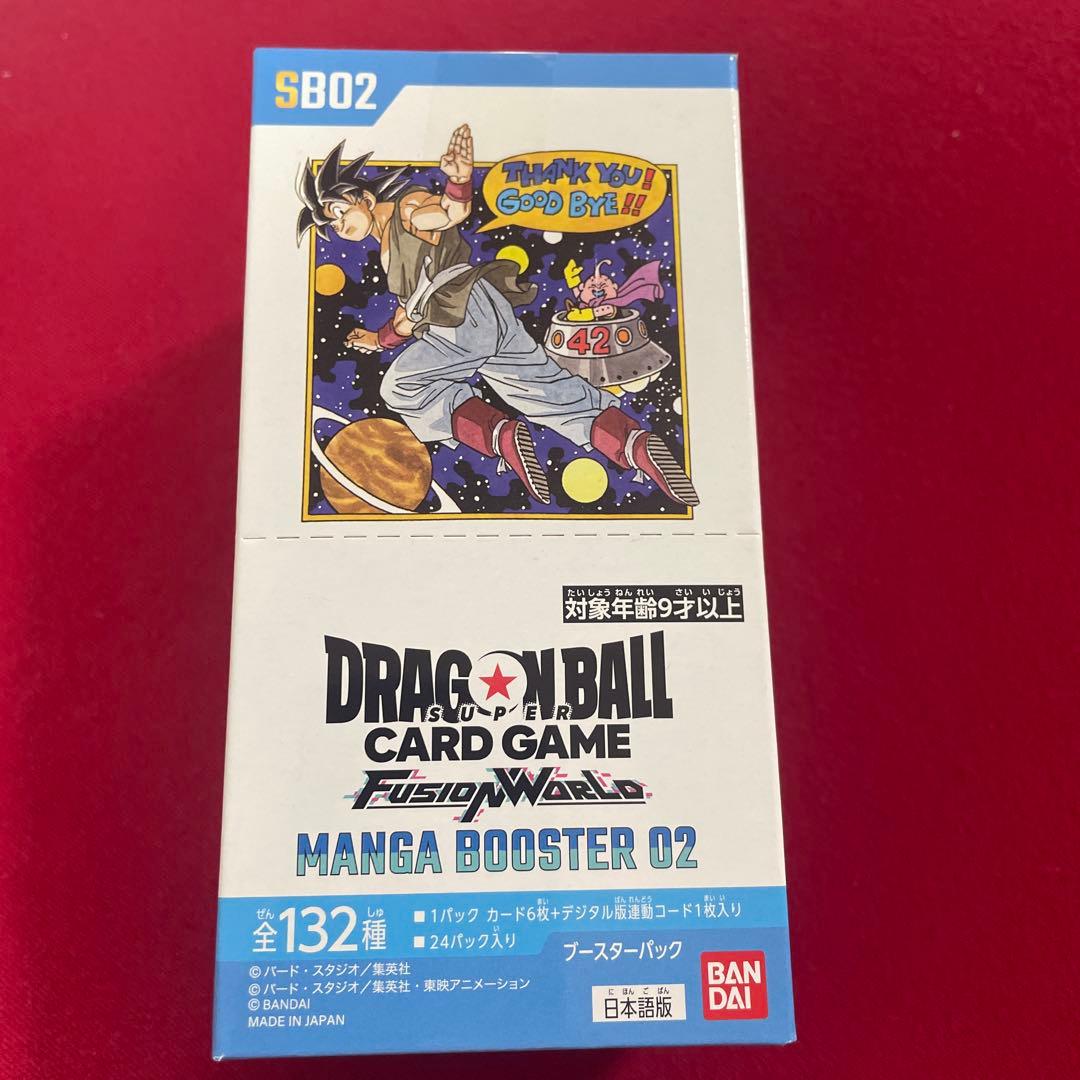 SB02
THANK YOU!
GOOD BYE!!
42
たいしょうねんれい さいいじょう
対象年齢9才以上
DRAGON BALL
SUPER
CARD GAME
FUSION WORLD
MANGA BOOSTER 02
ぜん しゅ
全132種
まい ばんれんどう まいい
■1パック カード6枚+デジタル版連動コード1枚入り
い
■24パック入り
ブースターパック
©バード・スタジオ/集英社
©バード・スタジオ/集英社・東映アニメーション
©BANDAI
MADE IN JAPAN
にほんごばん
日本語版
BAN
DAI